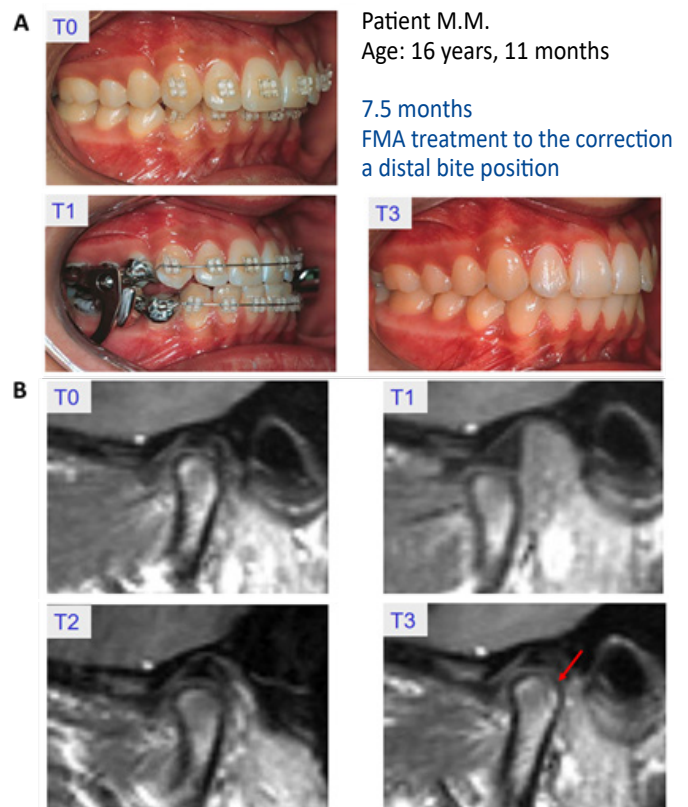 A
T0
Patient M.M.
Age: 16 years, 11 months
7.5 months
FMA treatment to the correction
a distal bite position
T1
T3
B
T0
T1
T2
T3